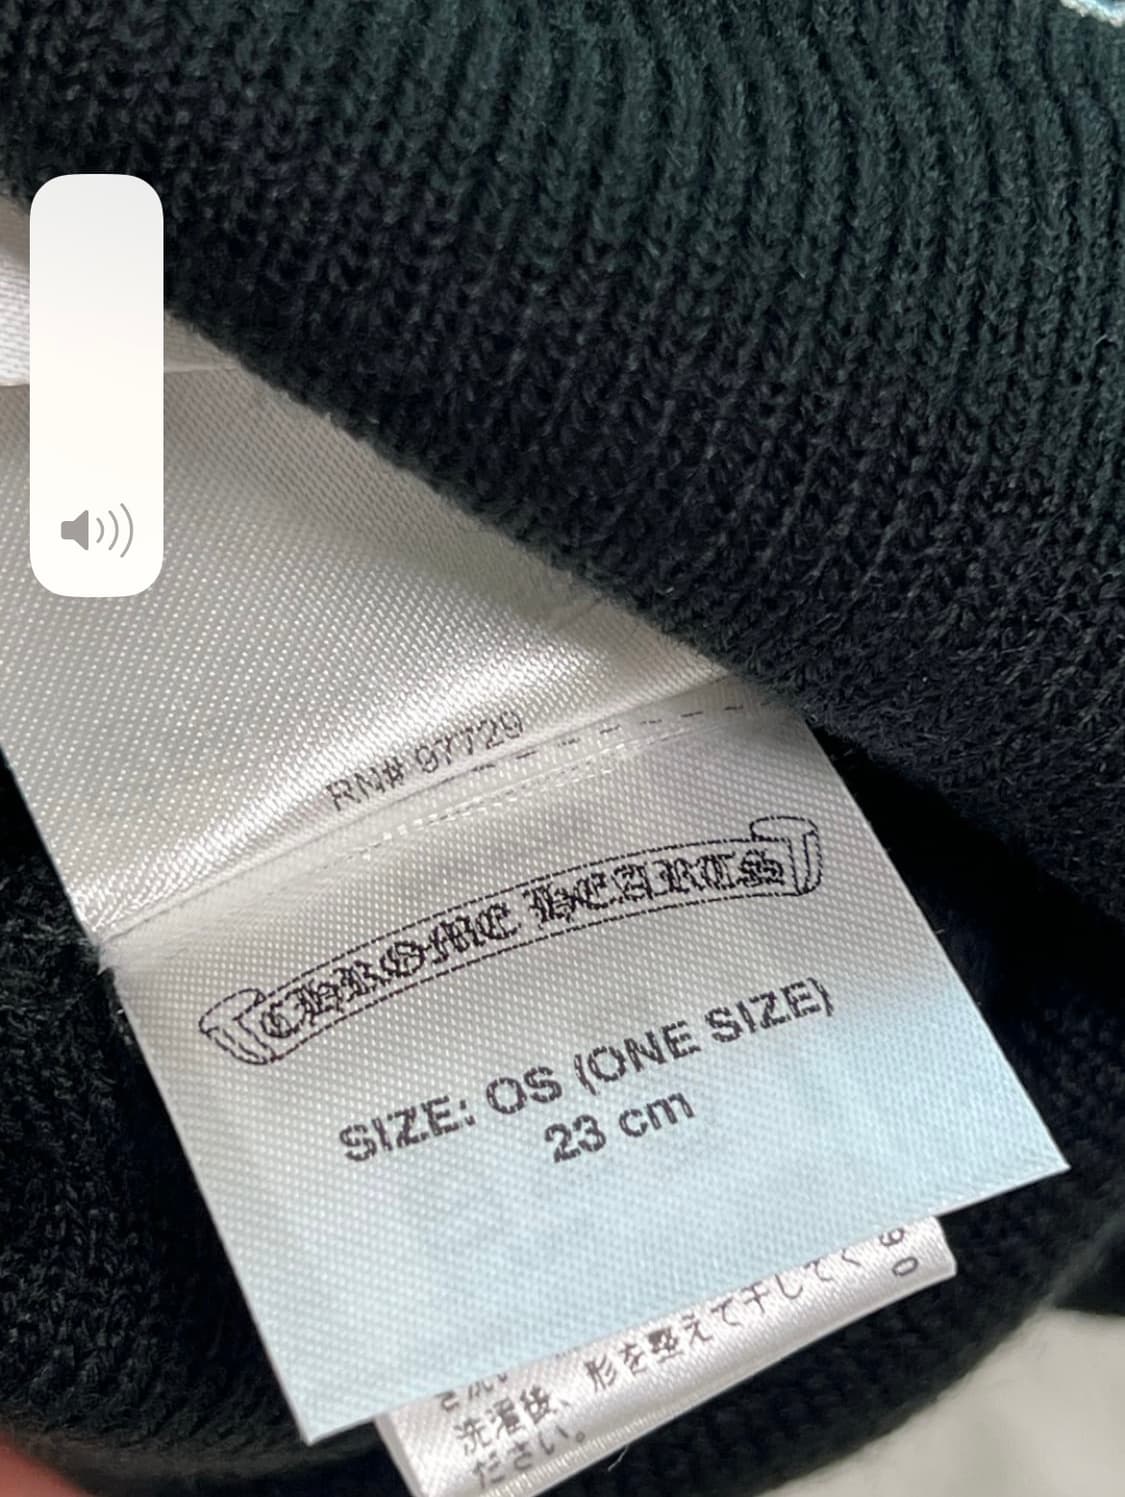 RN# 97729
CHROME HEARTS
SIZE: OS (ONE SIZE)
23 cm
洗濯後、形を整えて干してく
ださい。